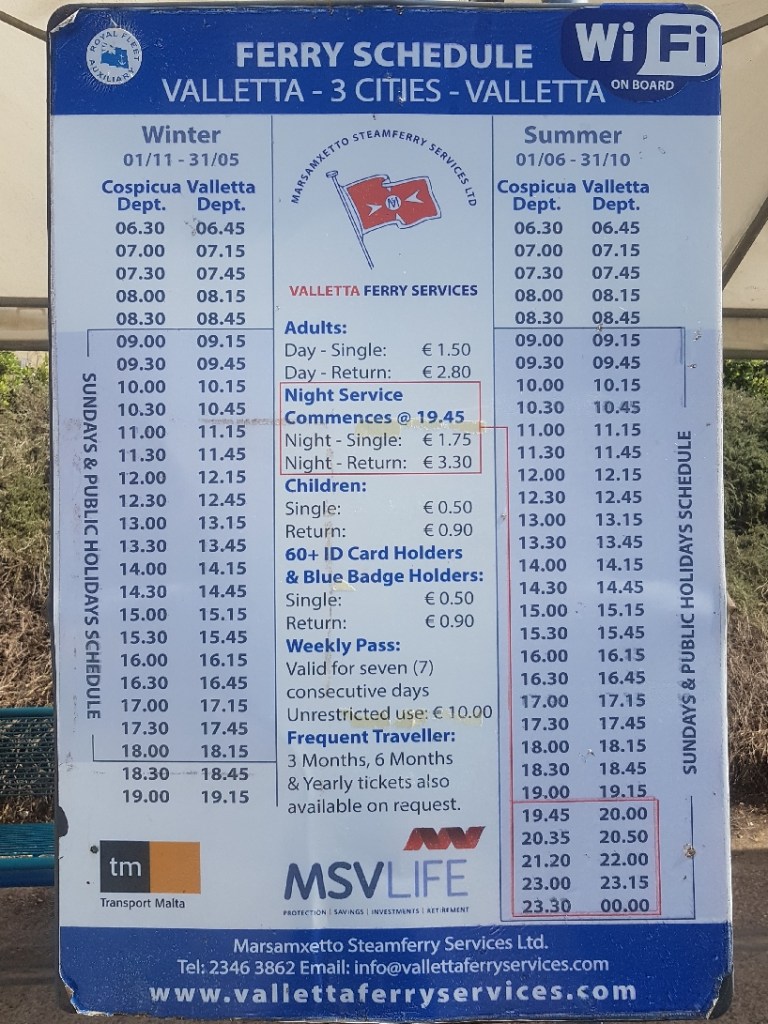 ROYAL FLEET AUXILIARY
WiFi
ON BOARD
FERRY SCHEDULE
VALLETTA - 3 CITIES - VALLETTA
Winter
01/11 - 31/05
Cospicua Valletta
Dept. Dept.
06.30 06.45
07.00 07.15
07.30 07.45
08.00 08.15
08.30 08.45
09.00 09.15
09.30 09.45
10.00 10.15
10.30 10.45
11.00 11.15
11.30 11.45
12.00 12.15
12.30 12.45
13.00 13.15
13.30 13.45
14.00 14.15
14.30 14.45
15.00 15.15
15.30 15.45
16.00 16.15
16.30 16.45
17.00 17.15
17.30 17.45
18.00 18.15
18.30 18.45
19.00 19.15
SUNDAYS & PUBLIC HOLIDAYS SCHEDULE
tm
Transport Malta
MARSAMXETTO STEAMFERRY SERVICES LTD
VALLETTA FERRY SERVICES
Adults:
Day - Single: € 1.50
Day - Return: € 2.80
Night Service
Commences @ 19.45
Night - Single: € 1.75
Night - Return: € 3.30
Children:
Single: € 0.50
Return: € 0.90
60+ ID Card Holders
& Blue Badge Holders:
Single: € 0.50
Return: € 0.90
Weekly Pass:
Valid for seven (7)
consecutive days
Unrestricted use: € 10.00
Frequent Traveller:
3 Months, 6 Months
& Yearly tickets also
available on request.
MSVLIFE
PROTECTION | SAVINGS | INVESTMENTS | RETIREMENT
Summer
01/06 - 31/10
Cospicua Valletta
Dept. Dept.
06.30 06.45
07.00 07.15
07.30 07.45
08.00 08.15
08.30 08.45
09.00 09.15
09.30 09.45
10.00 10.15
10.30 10.45
11.00 11.15
11.30 11.45
12.00 12.15
12.30 12.45
13.00 13.15
13.30 13.45
14.00 14.15
14.30 14.45
15.00 15.15
15.30 15.45
16.00 16.15
16.30 16.45
17.00 17.15
17.30 17.45
18.00 18.15
18.30 18.45
19.00 19.15
19.45 20.00
20.35 20.50
21.20 22.00
23.00 23.15
23.30 00.00
SUNDAYS & PUBLIC HOLIDAYS SCHEDULE
Marsamxetto Steamferry Services Ltd.
Tel: 2346 3862 Email: info@vallettaferryservices.com
www.vallettaferryservices.com